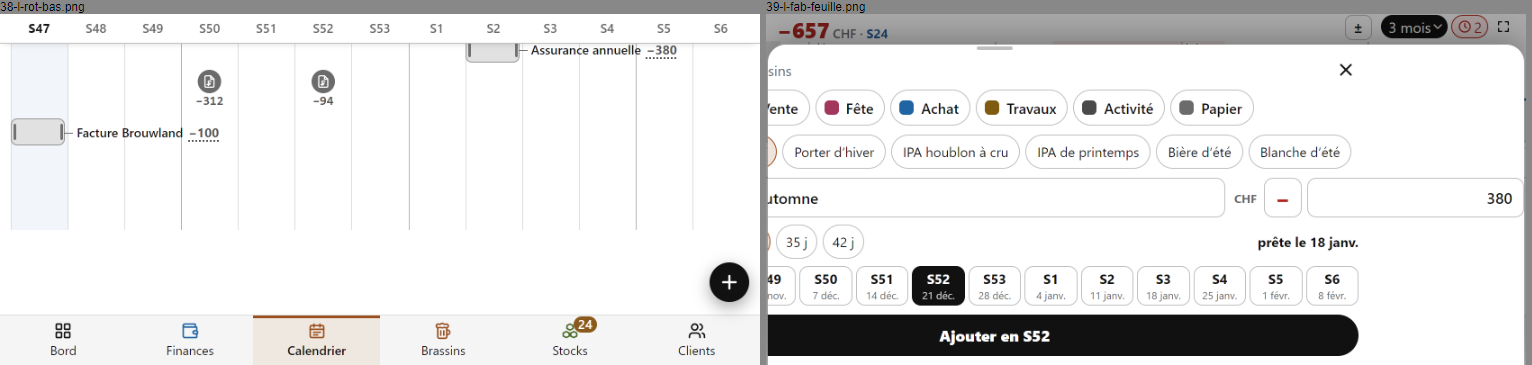 38-l-rot-bas.png
S47 S48 S49 S50 S51 S52 S53 S1 S2 S3 S4 S5 S6
Assurance annuelle −380
−312 −94
Facture Brouwland −100
Bord Finances Calendrier Brassins Stocks 24 Clients
39-l-fab-feuille.png
−657 CHF · S24 ± 3 mois 2
sins
ente Fête Achat Travaux Activité Papier
Porter d’hiver IPA houblon à cru IPA de printemps Bière d’été Blanche d’été
utomne CHF − 380
35 j 42 j prête le 18 janv.
49 S50 S51 S52 S53 S1 S2 S3 S4 S5 S6
nov. 7 déc. 14 déc. 21 déc. 28 déc. 4 janv. 11 janv. 18 janv. 25 janv. 1 févr. 8 févr.
Ajouter en S52